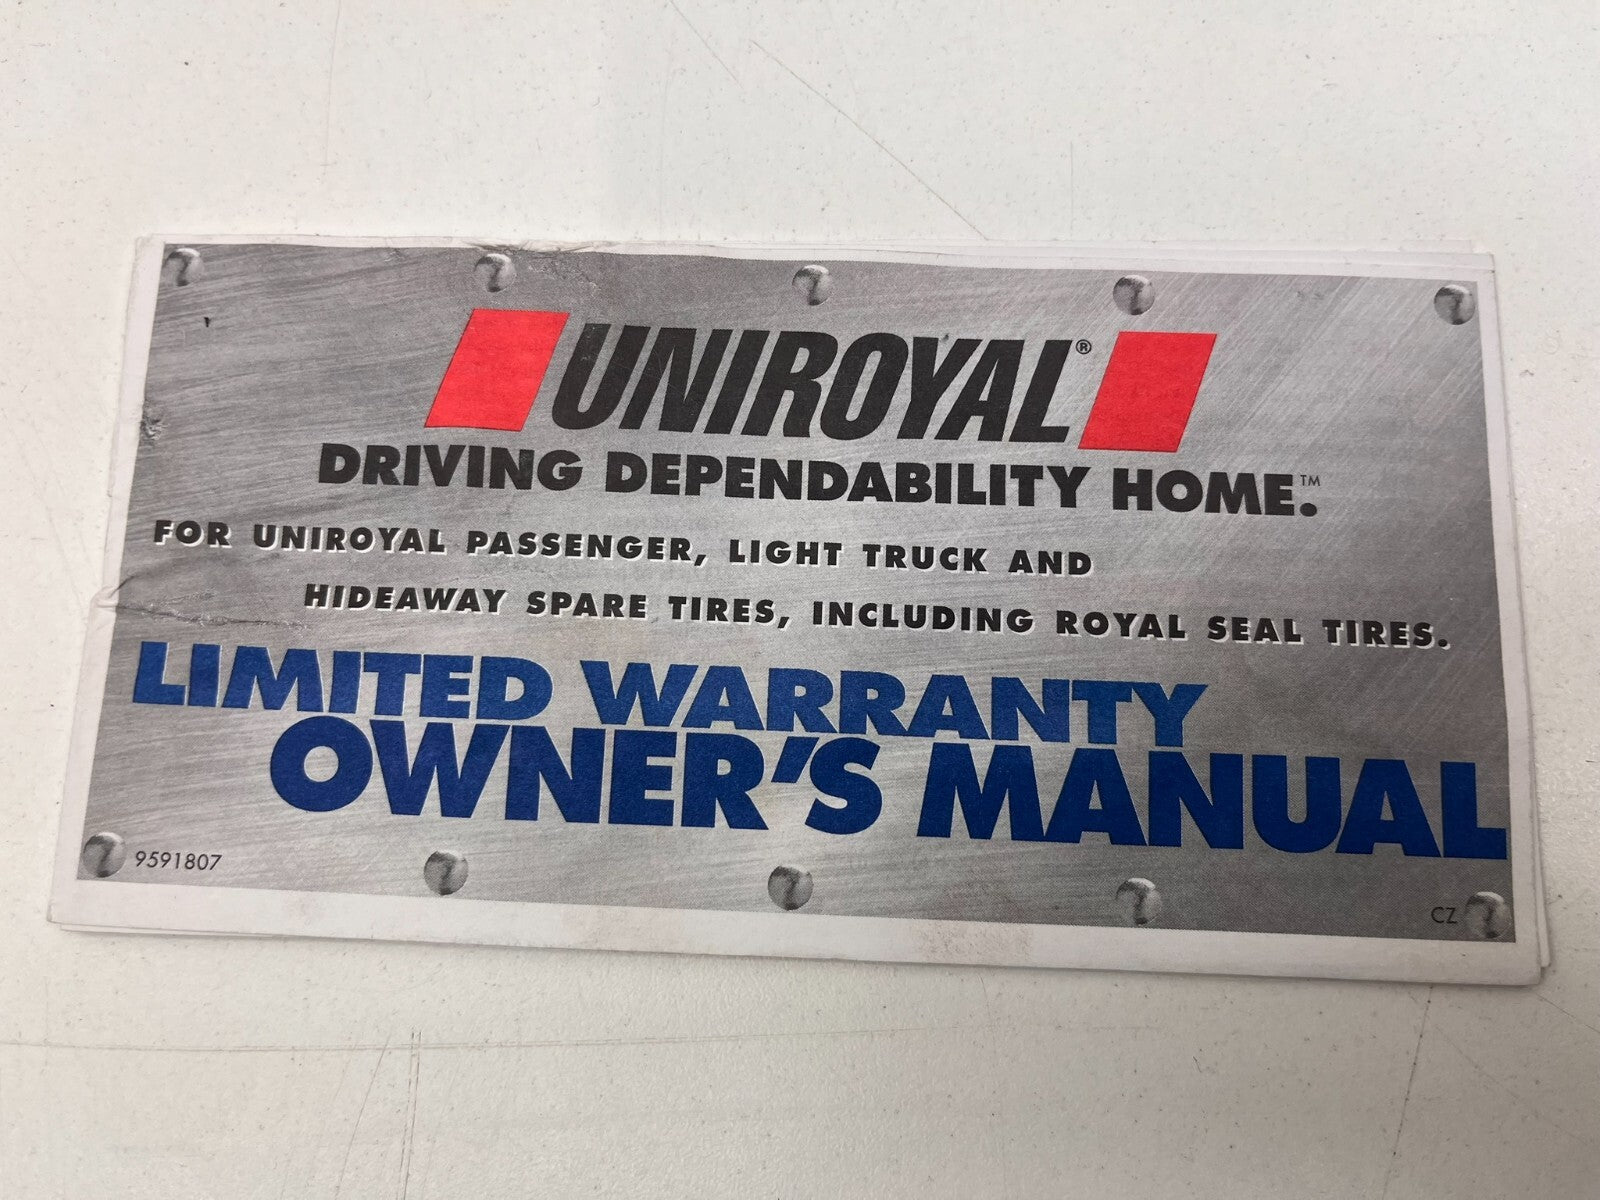 UNIROYAL®
DRIVING DEPENDABILITY HOME.™
FOR UNIROYAL PASSENGER, LIGHT TRUCK AND
HIDEAWAY SPARE TIRES, INCLUDING ROYAL SEAL TIRES.
LIMITED WARRANTY
OWNER'S MANUAL
9591807
CZ